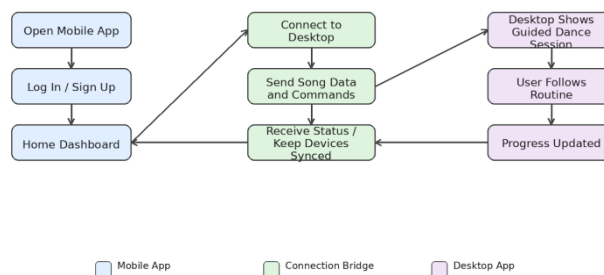 Open Mobile App
Log In / Sign Up
Home Dashboard
Connect to
Desktop
Send Song Data
and Commands
Receive Status /
Keep Devices
Synced
Desktop Shows
Guided Dance
Session
User Follows
Routine
Progress Updated
Mobile App
Connection Bridge
Desktop App